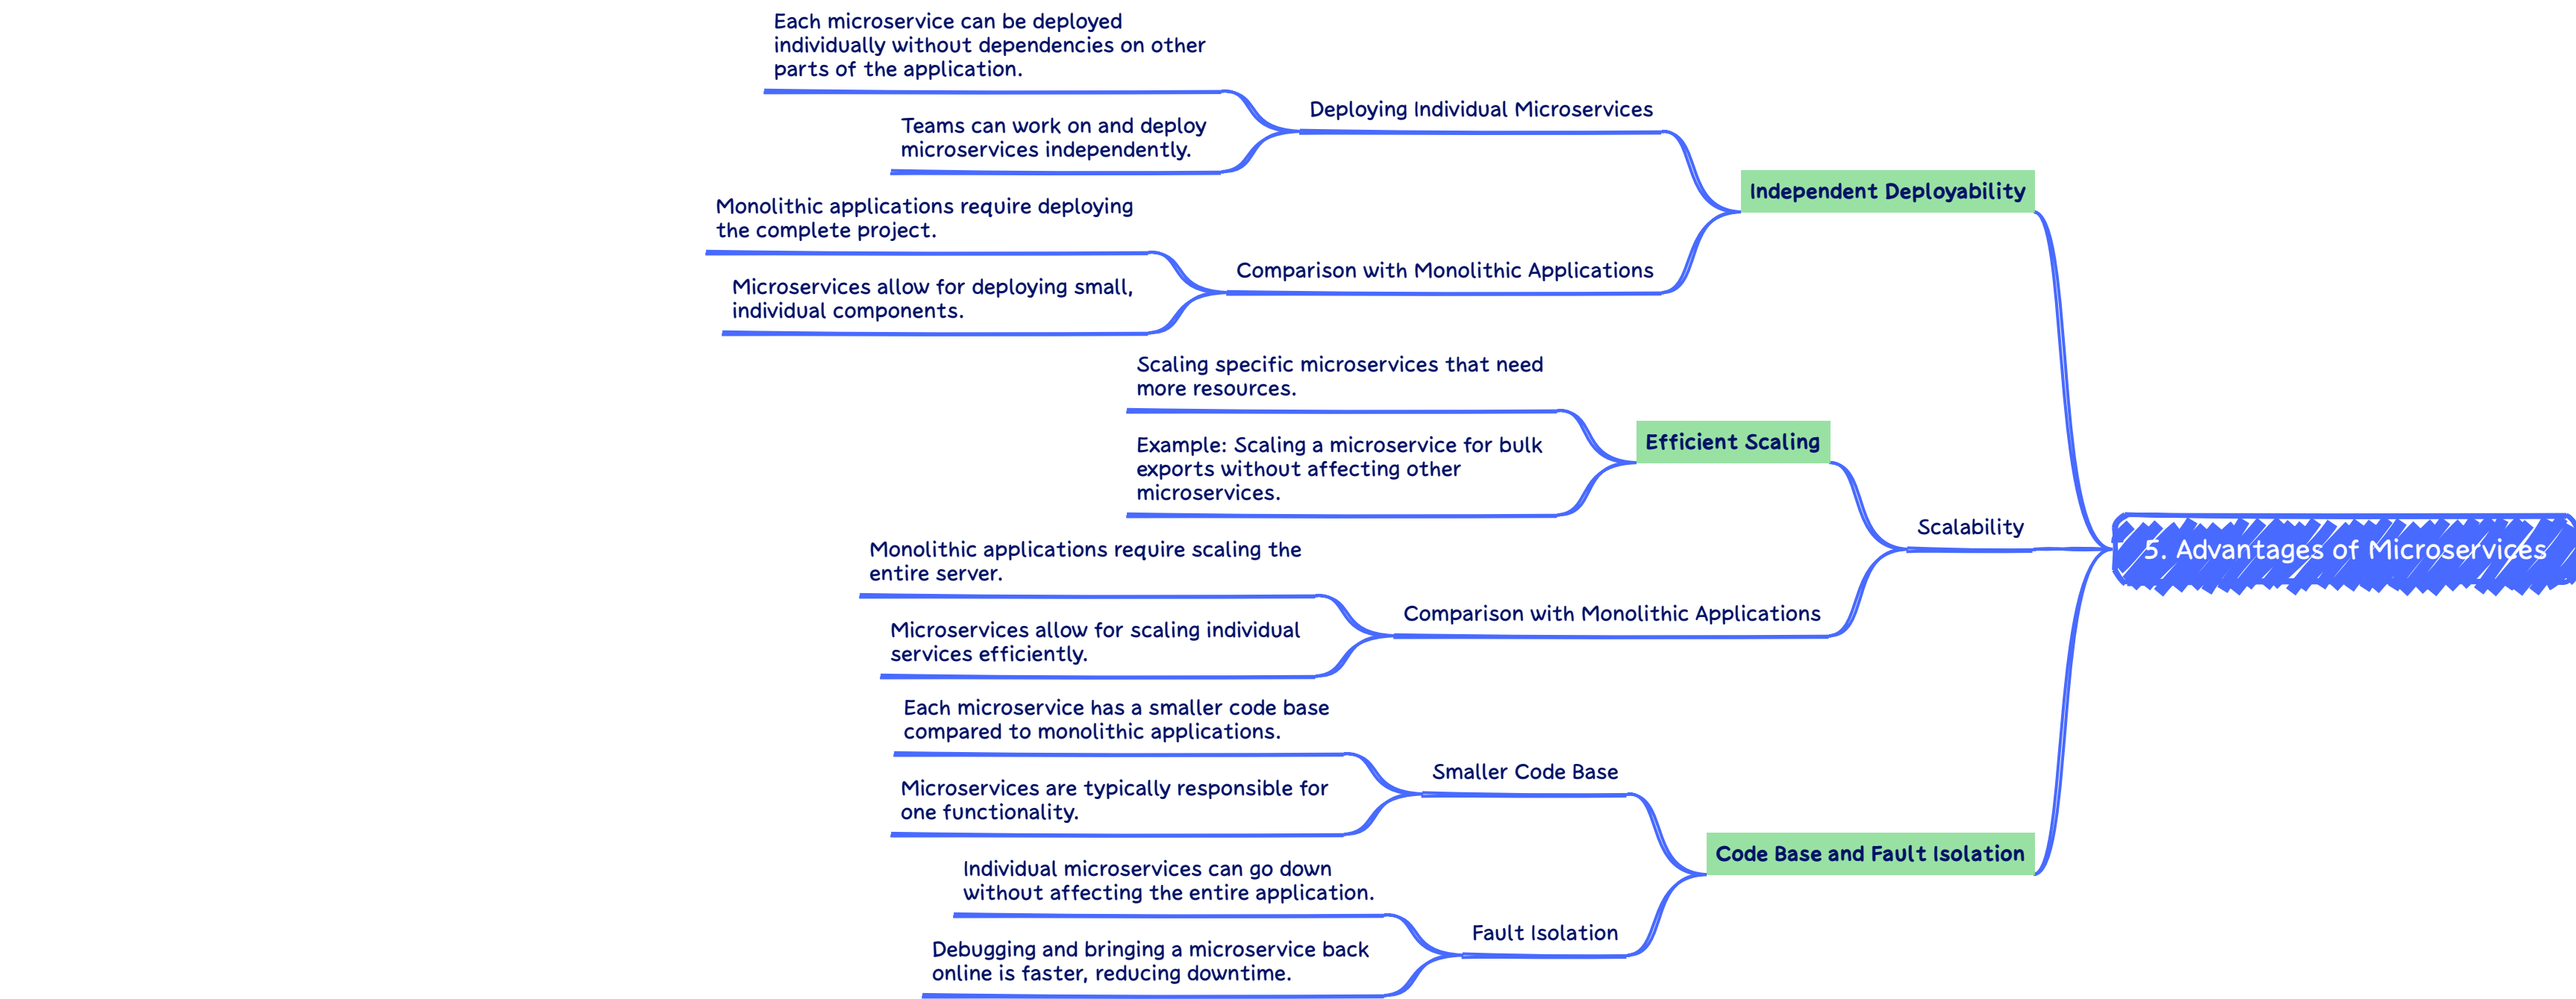 5. Advantages of Microservices
Independent Deployability
Deploying Individual Microservices
Each microservice can be deployed
individually without dependencies on other
parts of the application.
Teams can work on and deploy
microservices independently.
Comparison with Monolithic Applications
Monolithic applications require deploying
the complete project.
Microservices allow for deploying small,
individual components.
Scalability
Efficient Scaling
Scaling specific microservices that need
more resources.
Example: Scaling a microservice for bulk
exports without affecting other
microservices.
Comparison with Monolithic Applications
Monolithic applications require scaling the
entire server.
Microservices allow for scaling individual
services efficiently.
Code Base and Fault Isolation
Smaller Code Base
Each microservice has a smaller code base
compared to monolithic applications.
Microservices are typically responsible for
one functionality.
Fault Isolation
Individual microservices can go down
without affecting the entire application.
Debugging and bringing a microservice back
online is faster, reducing downtime.